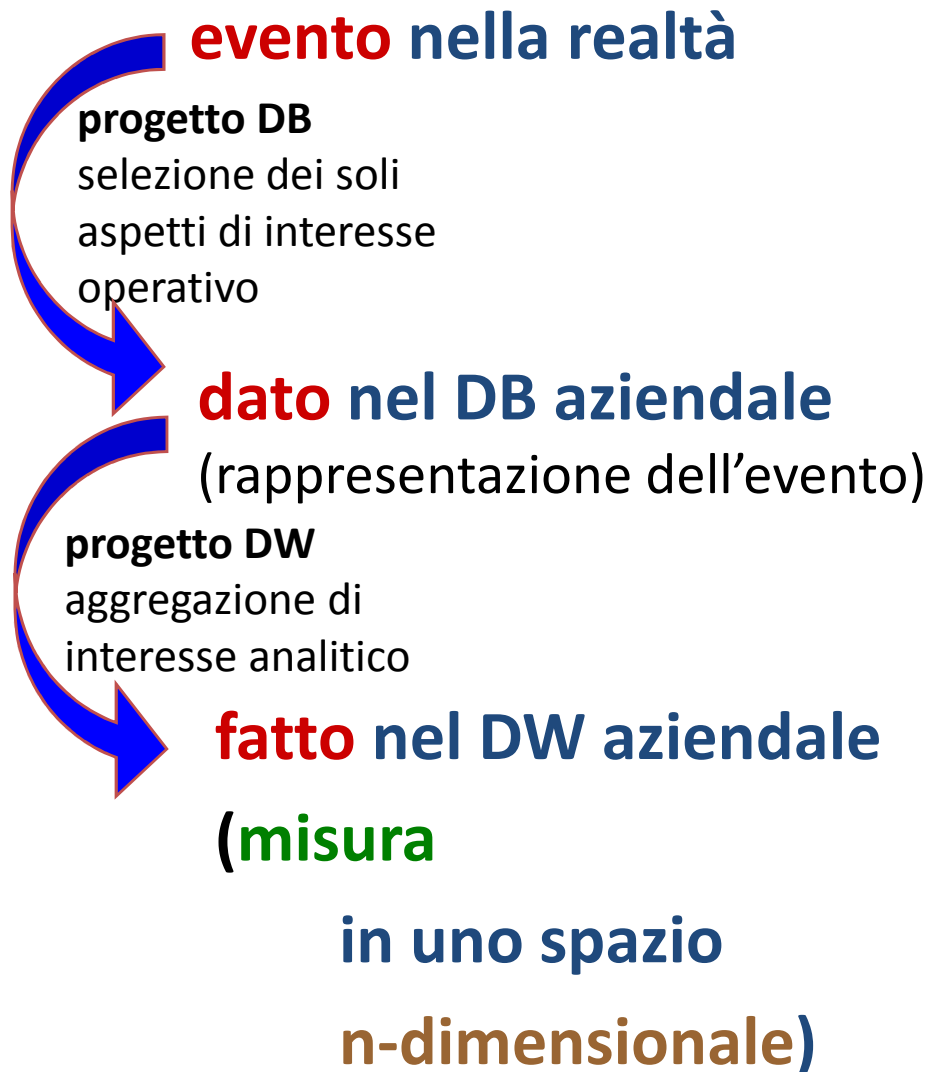 evento nella realtà
progetto DB
selezione dei soli
aspetti di interesse
operativo
dato nel DB aziendale
(rappresentazione dell’evento)
progetto DW
aggregazione di
interesse analitico
fatto nel DW aziendale
(misura
in uno spazio
n-dimensionale)